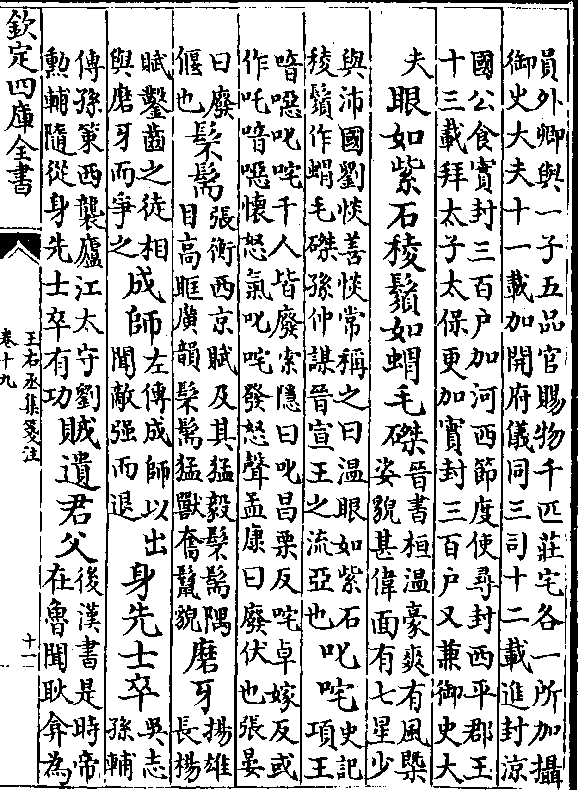 員外卿與一子五品官賜物千匹莊宅各一所加攝
御史大夫十一載加開府儀同三司十二載進封涼
國公食實封三百户加河西節度使尋封西平郡王
十三載拜太子太保更加實封三百户又兼御史大
夫
眼如紫石稜鬚如蝟毛磔
晉書桓溫豪爽有風槩
姿貌甚偉面有七星少
與沛國劉惔善惔常稱之曰溫眼如紫石
稜鬚作蝟毛磔孫仲謀晉宣王之流亞也
叱咤
史記
項王
喑噁叱咤千人皆廢索隱曰叱昌栗反咤卓嫁反或
作吒喑噁懷怒氣叱咤發怒聲孟康曰廢伏也張晏
曰廢
偃也
髬髵
張衡西京賦及其猛毅髬髵隅
目高眶廣韻髬髵猛獸奮鬛貌
磨牙
揚雄
長揚
賦鑿齒之徒相
與磨牙而爭之
成師
左傳成師以出
聞敵强而退
身先士卒
吳志
孫輔
傳孫策西襲廬江太守劉
勳輔隨從身先士卒有功
賊遺君父
後漢書是時帝
在魯聞耿弇為
欽定四庫全書
王右丞集箋注
卷十九
十一